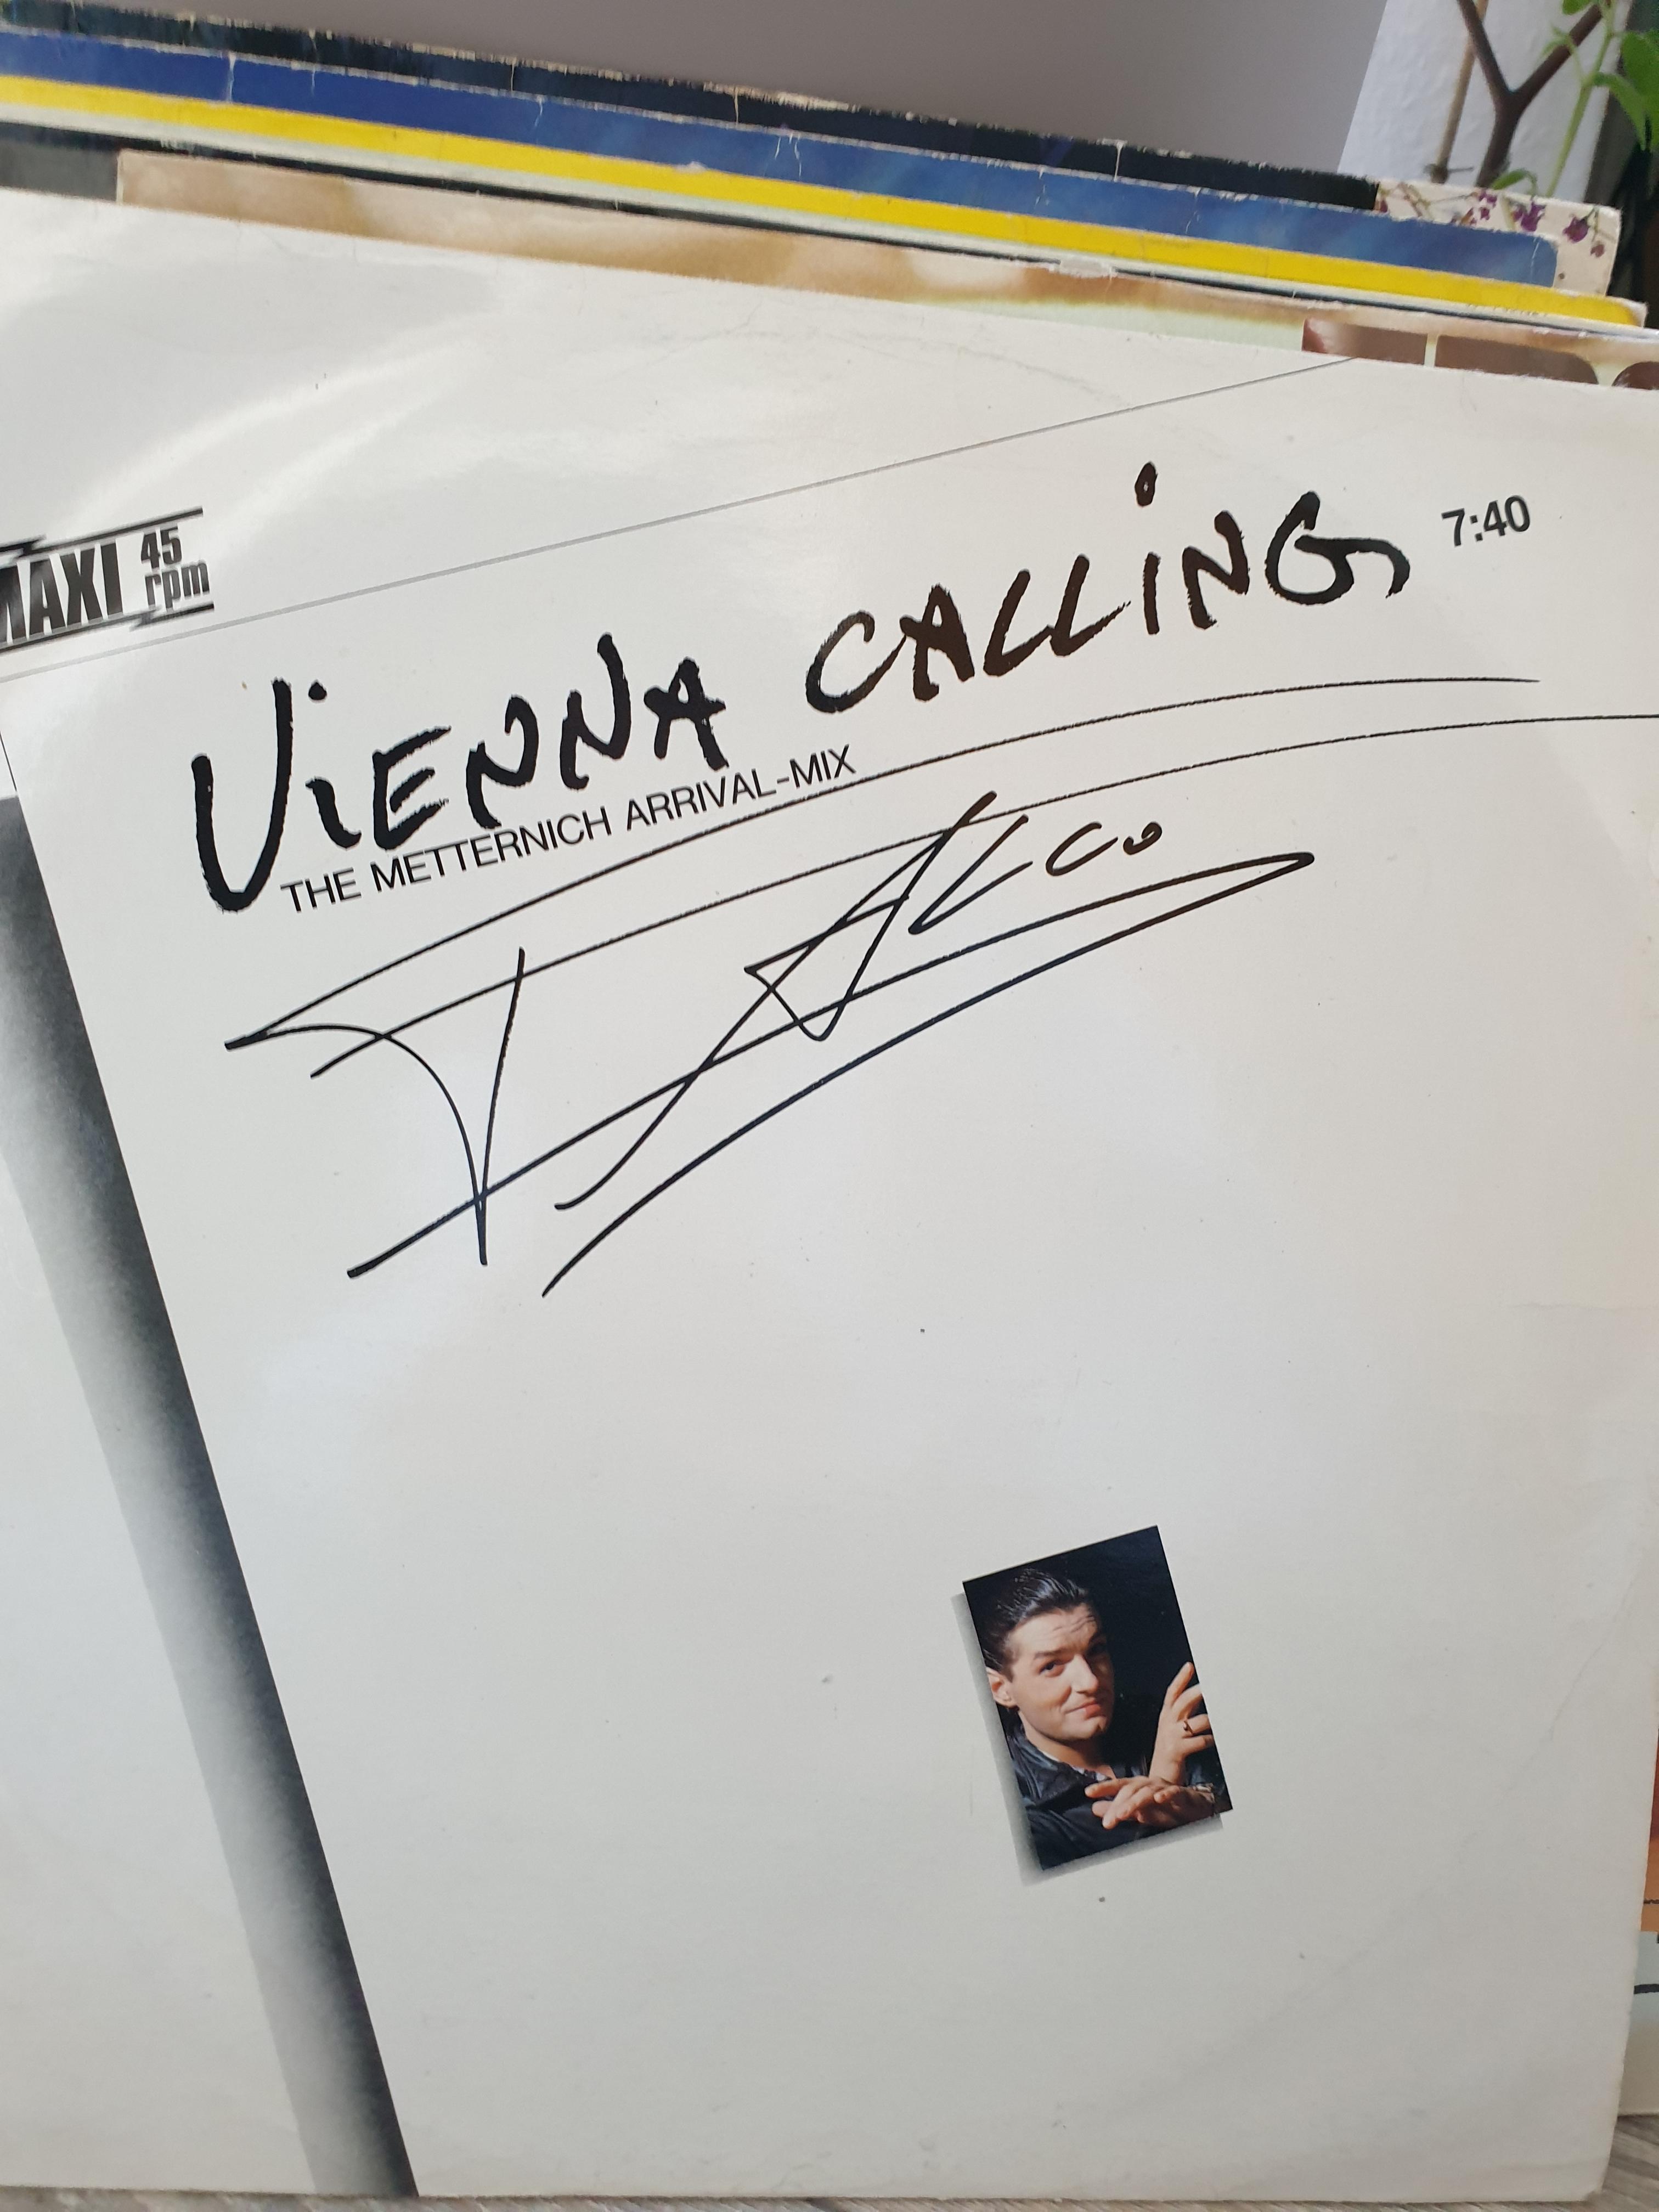 MAXI 45 rpm
VIENNA CALLING 7:40
THE METTERNICH ARRIVAL-MIX
FALCO